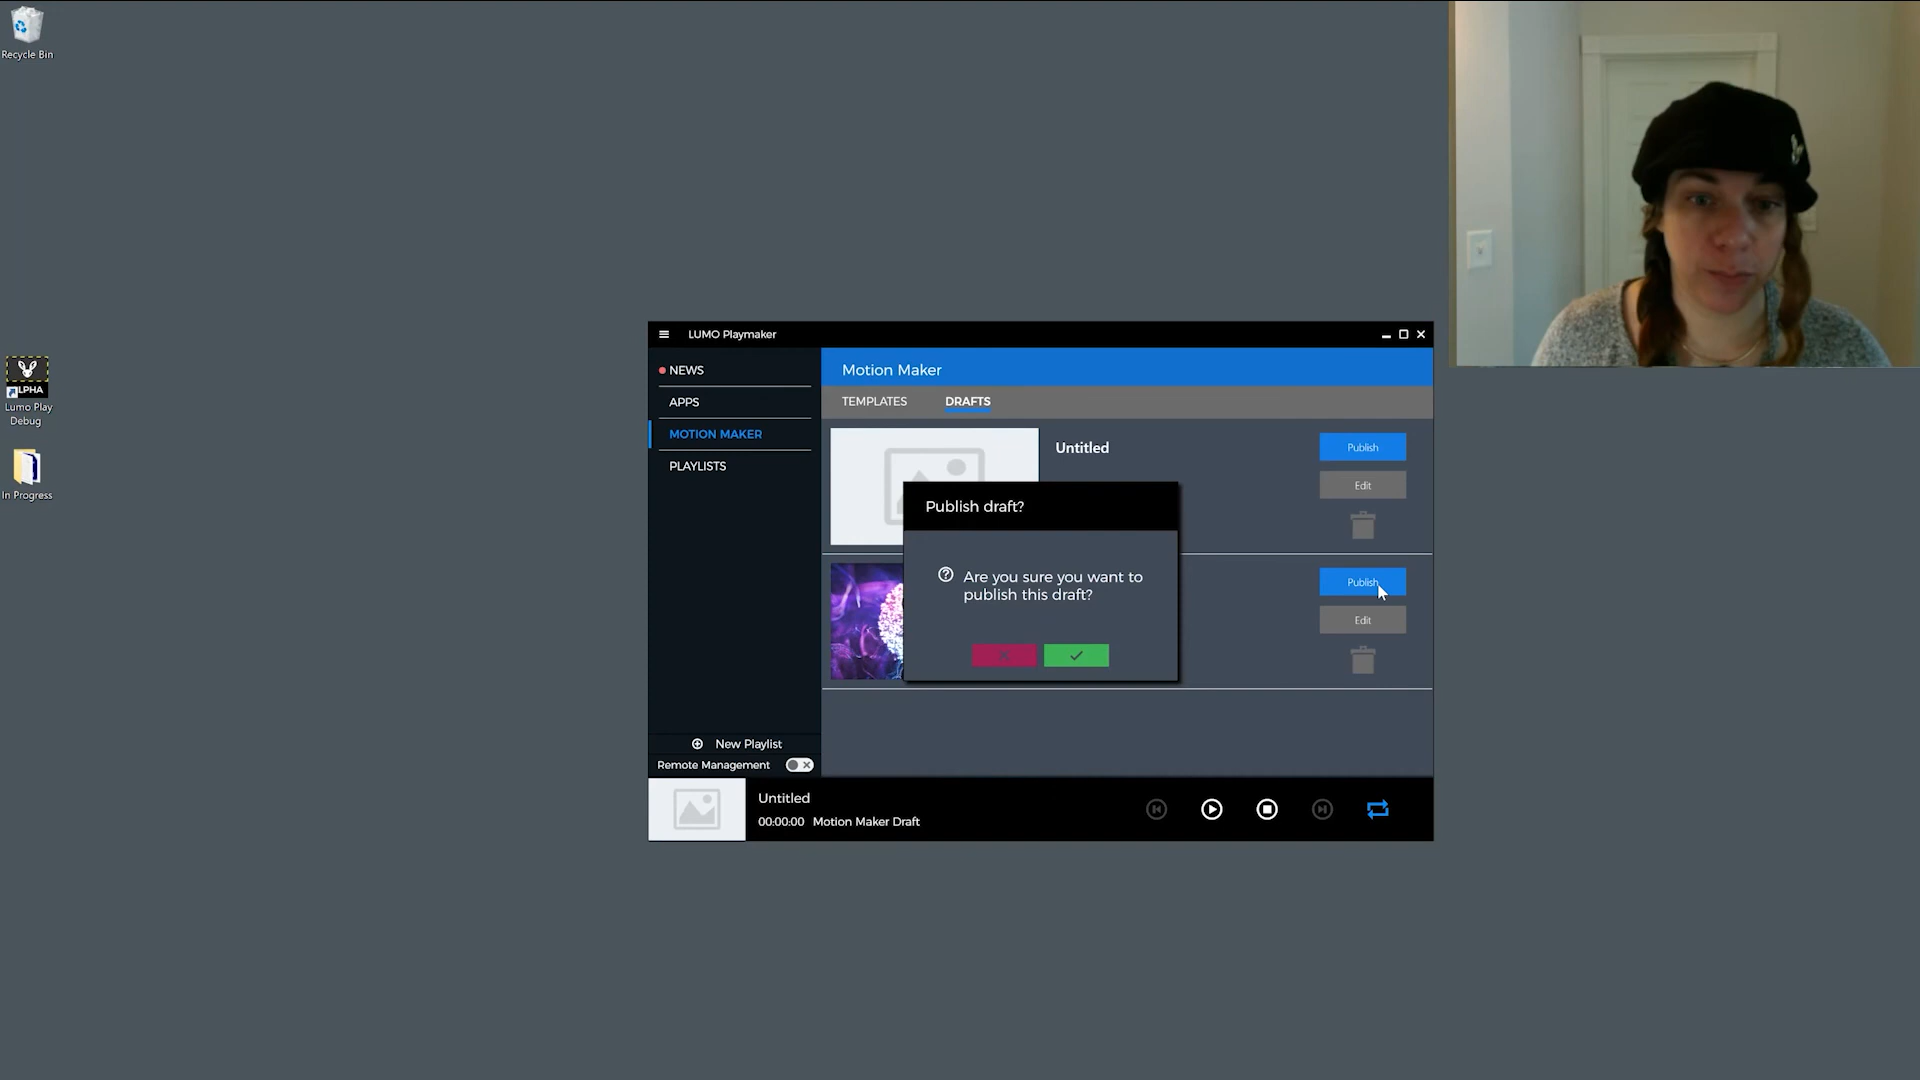 Recycle Bin
ALPHA
Lumo Play
Debug
In Progress
LUMO Playmaker
NEWS
APPS
MOTION MAKER
PLAYLISTS
New Playlist
Remote Management
Motion Maker
TEMPLATES DRAFTS
Untitled
Publish
Edit
Publish draft?
Are you sure you want to
publish this draft?
Publish
Edit
Untitled
00:00:00 Motion Maker Draft